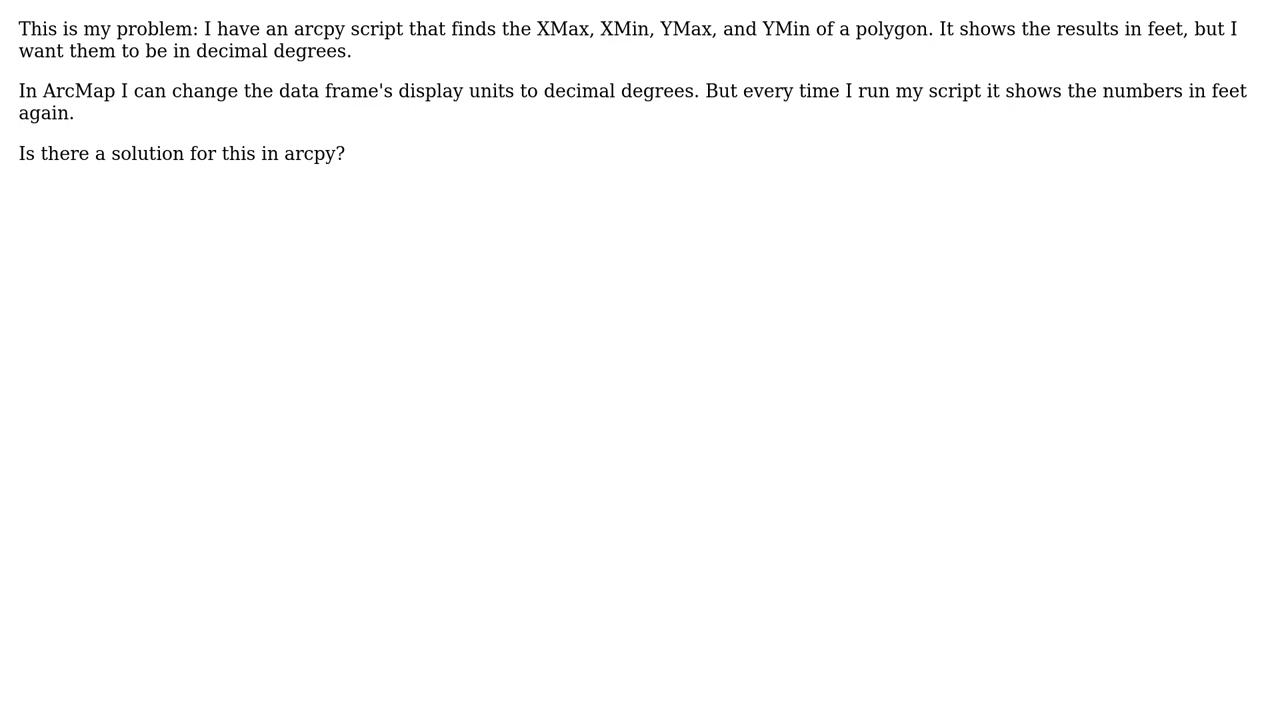 This is my problem: I have an arcpy script that finds the XMax, XMin, YMax, and YMin of a polygon. It shows the results in feet, but I
want them to be in decimal degrees.
In ArcMap I can change the data frame's display units to decimal degrees. But every time I run my script it shows the numbers in feet
again.
Is there a solution for this in arcpy?